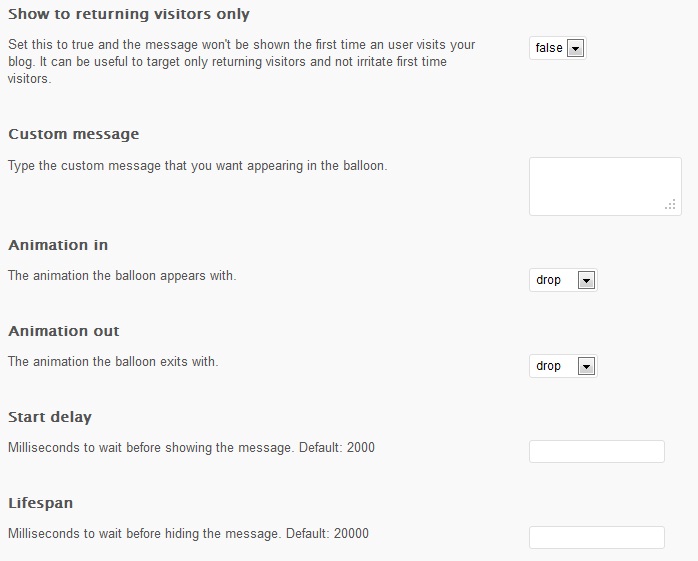 Show to returning visitors only
Set this to true and the message won't be shown the first time an user visits your
blog. It can be useful to target only returning visitors and not irritate first time
visitors.
false
Custom message
Type the custom message that you want appearing in the balloon.
Animation in
The animation the balloon appears with.
drop
Animation out
The animation the balloon exits with.
drop
Start delay
Milliseconds to wait before showing the message. Default: 2000
Lifespan
Milliseconds to wait before hiding the message. Default: 20000